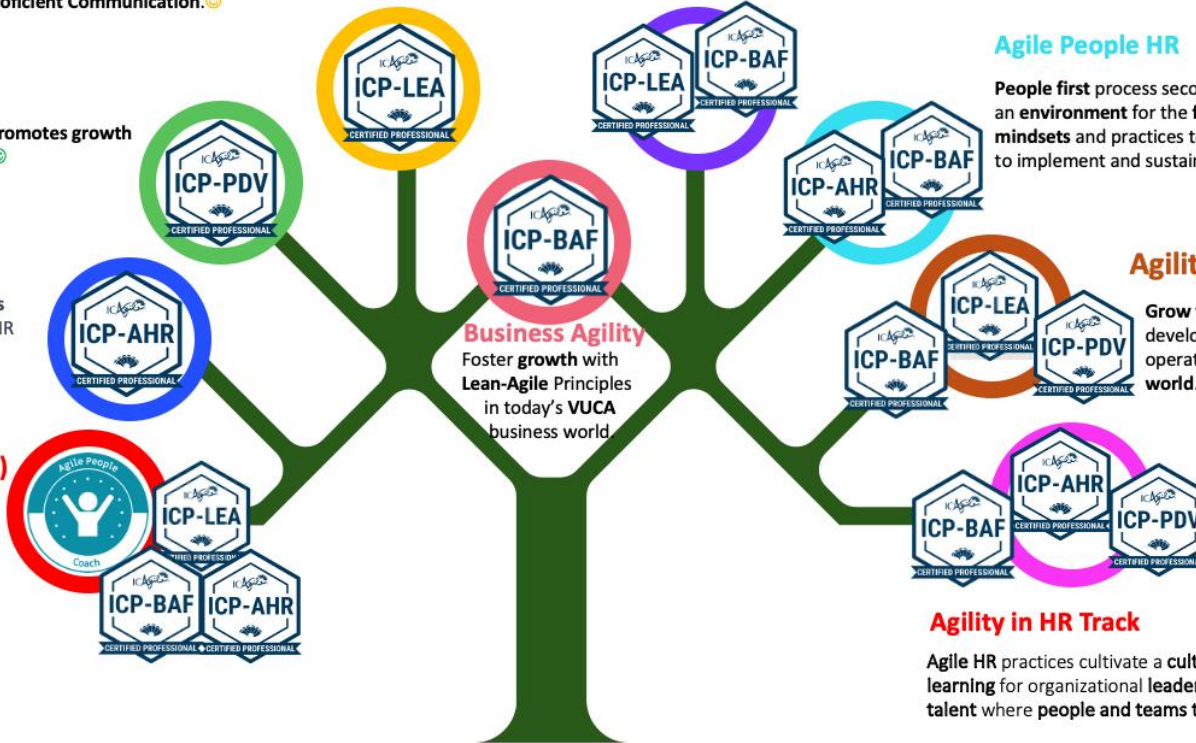 oficient Communication.
ICP-LEA
CERTIFIED PROFESSIONAL
ICP-LEA
CERTIFIED PROFESSIONAL
ICP-BAF
CERTIFIED PROFESSIONAL
Agile People HR
People first process seco
an environment for the f
mindsets and practices t
to implement and sustain
romotes growth
ICP-PDV
CERTIFIED PROFESSIONAL
ICP-BAF
CERTIFIED PROFESSIONAL
ICP-AHR
CERTIFIED PROFESSIONAL
ICP-BAF
CERTIFIED PROFESSIONAL
Business Agility
Foster growth with
Lean-Agile Principles
in today's VUCA
business world.
s
HR
ICP-AHR
CERTIFIED PROFESSIONAL
Agilit
Grow
develo
operat
world.
ICP-LEA
CERTIFIED PROFESSIONAL
ICP-BAF
CERTIFIED PROFESSIONAL
ICP-PDV
CERTIFIED PROFESSIONAL
)
Agile People
Coach
ICP-LEA
CERTIFIED PROFESSION
ICP-BAF
CERTIFIED PROFESSIONAL
ICP-AHR
CERTIFIED PROFESSIONAL
ICP-AHR
CERTIFIED PROFESSIONAL
ICP-BAF
CERTIFIED PROFESSIONAL
ICP-PDV
CERTIFIED PROFESSIONAL
Agility in HR Track
Agile HR practices cultivate a cult
learning for organizational leader
talent where people and teams t